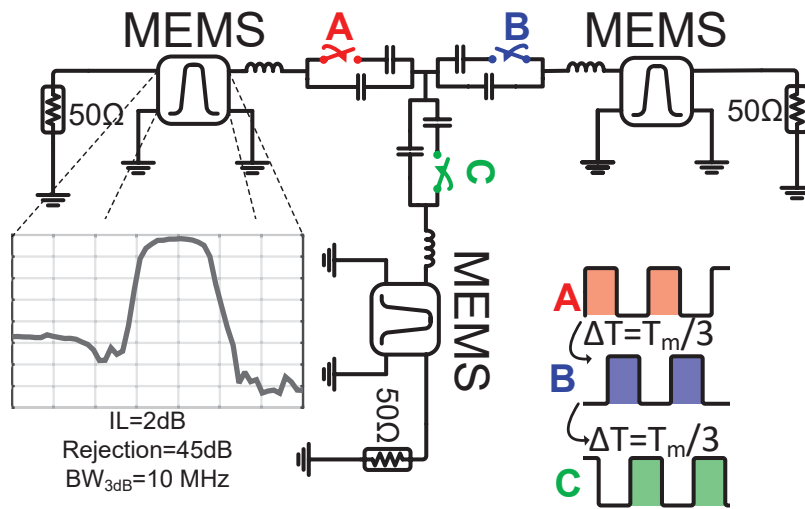 MEMS
A
B
MEMS
50Ω
50Ω
C
MEMS
50Ω
IL=2dB
Rejection=45dB
BW3dB=10 MHz
A
ΔT=Tm/3
B
ΔT=Tm/3
C